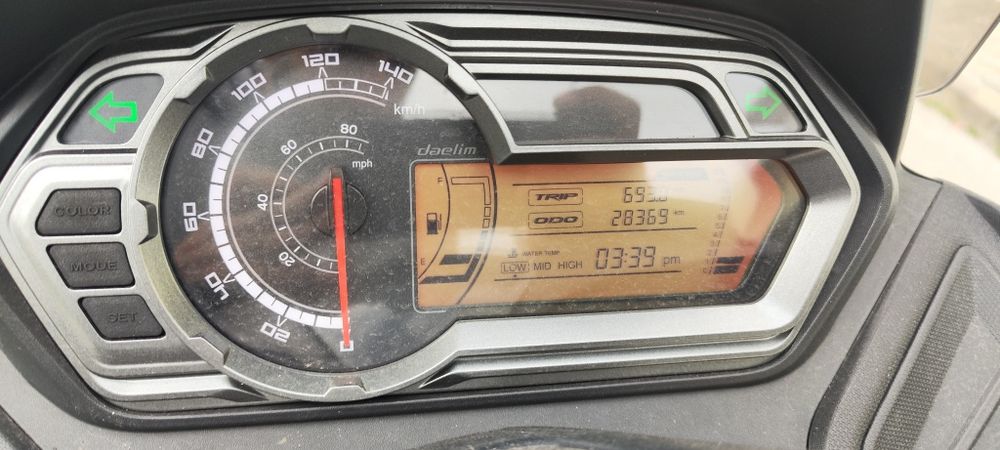 120
140
100
km/h
80
80
60
mph
daelim
COLOR
40
F
TRIP
60
ODO 28369 km
20
MODE
E
WATER TEMP
LOW MID HIGH 03:39 pm
40
SET
20
0